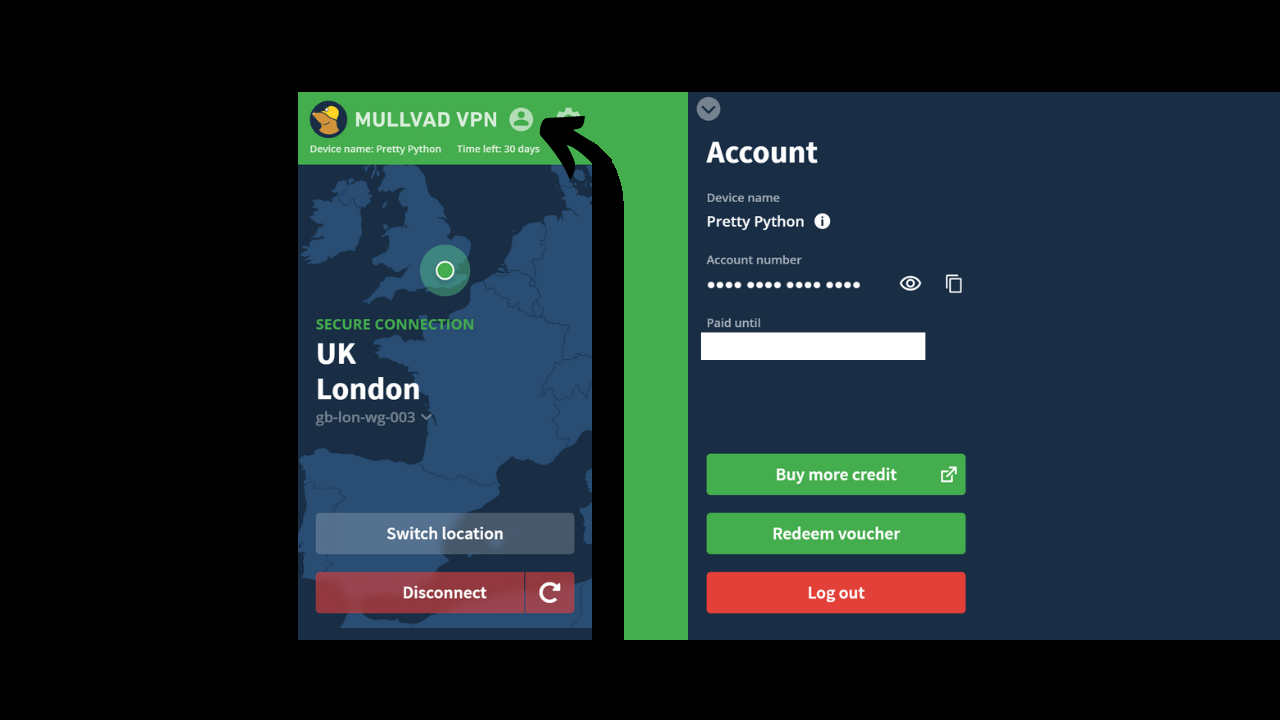 MULLVAD VPN
Device name: Pretty Python Time left: 30 days
SECURE CONNECTION
UK
London
gb-lon-wg-003
Switch location
Disconnect
Account
Device name
Pretty Python
Account number
•••• •••• •••• ••••
Paid until
Buy more credit
Redeem voucher
Log out